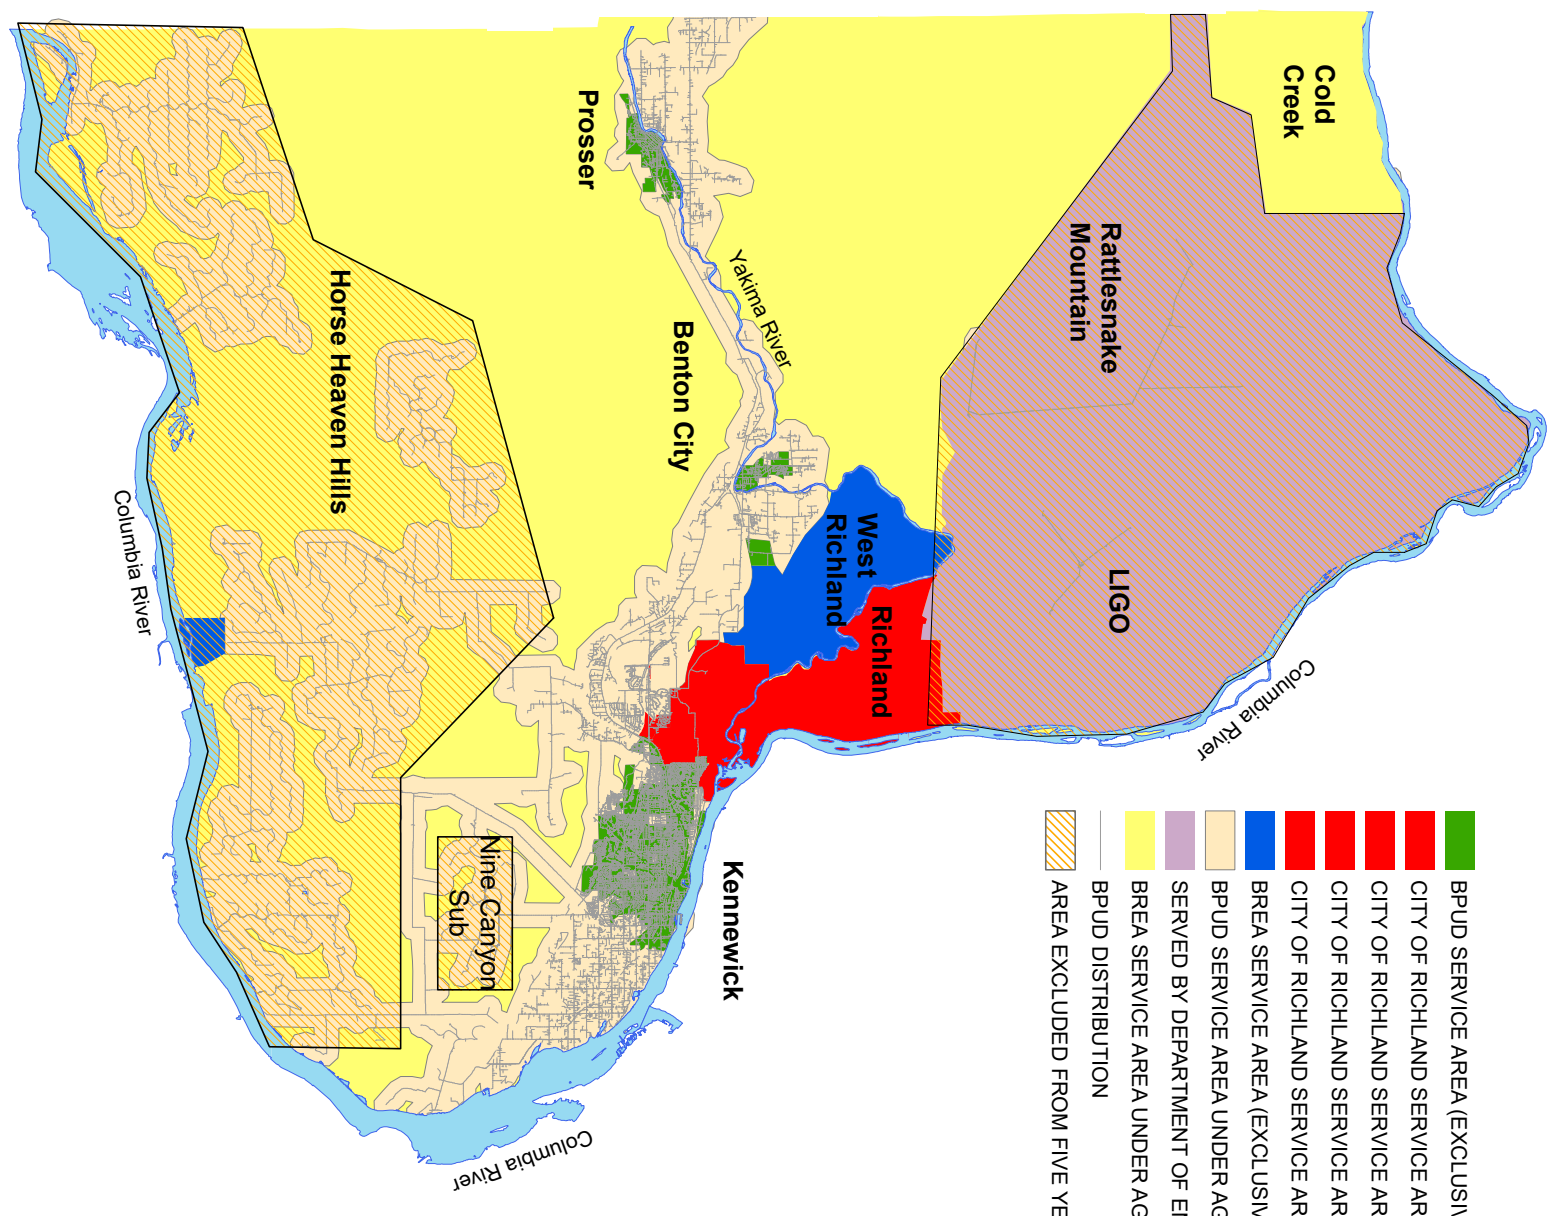 Cold
Creek
Rattlesnake
Mountain
LIGO
Columbia River
Prosser
Yakima River
Benton City
West
Richland
Richland
Kennewick
Horse Heaven Hills
Nine Canyon
Sub
Columbia River
Columbia River
BPUD SERVICE AREA (EXCLUSIV
CITY OF RICHLAND SERVICE AR
CITY OF RICHLAND SERVICE AR
CITY OF RICHLAND SERVICE AR
CITY OF RICHLAND SERVICE AR
BREA SERVICE AREA (EXCLUSIV
BPUD SERVICE AREA UNDER AG
SERVED BY DEPARTMENT OF EN
BREA SERVICE AREA UNDER AG
BPUD DISTRIBUTION
AREA EXCLUDED FROM FIVE YE